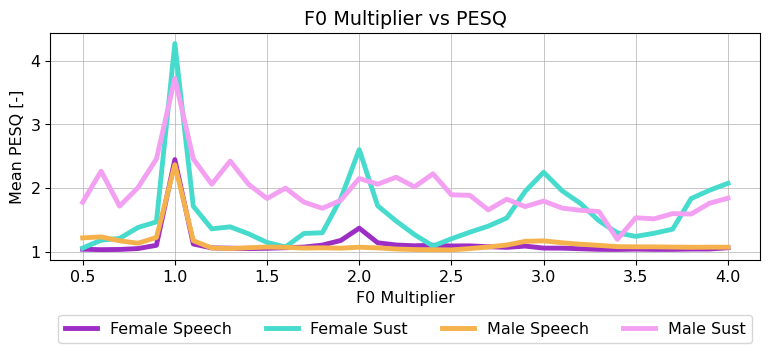 F0 Multiplier vs PESQ
Mean PESQ [-]
4
3
2
1
0.5 1.0 1.5 2.0 2.5 3.0 3.5 4.0
F0 Multiplier
Female Speech Female Sust Male Speech Male Sust